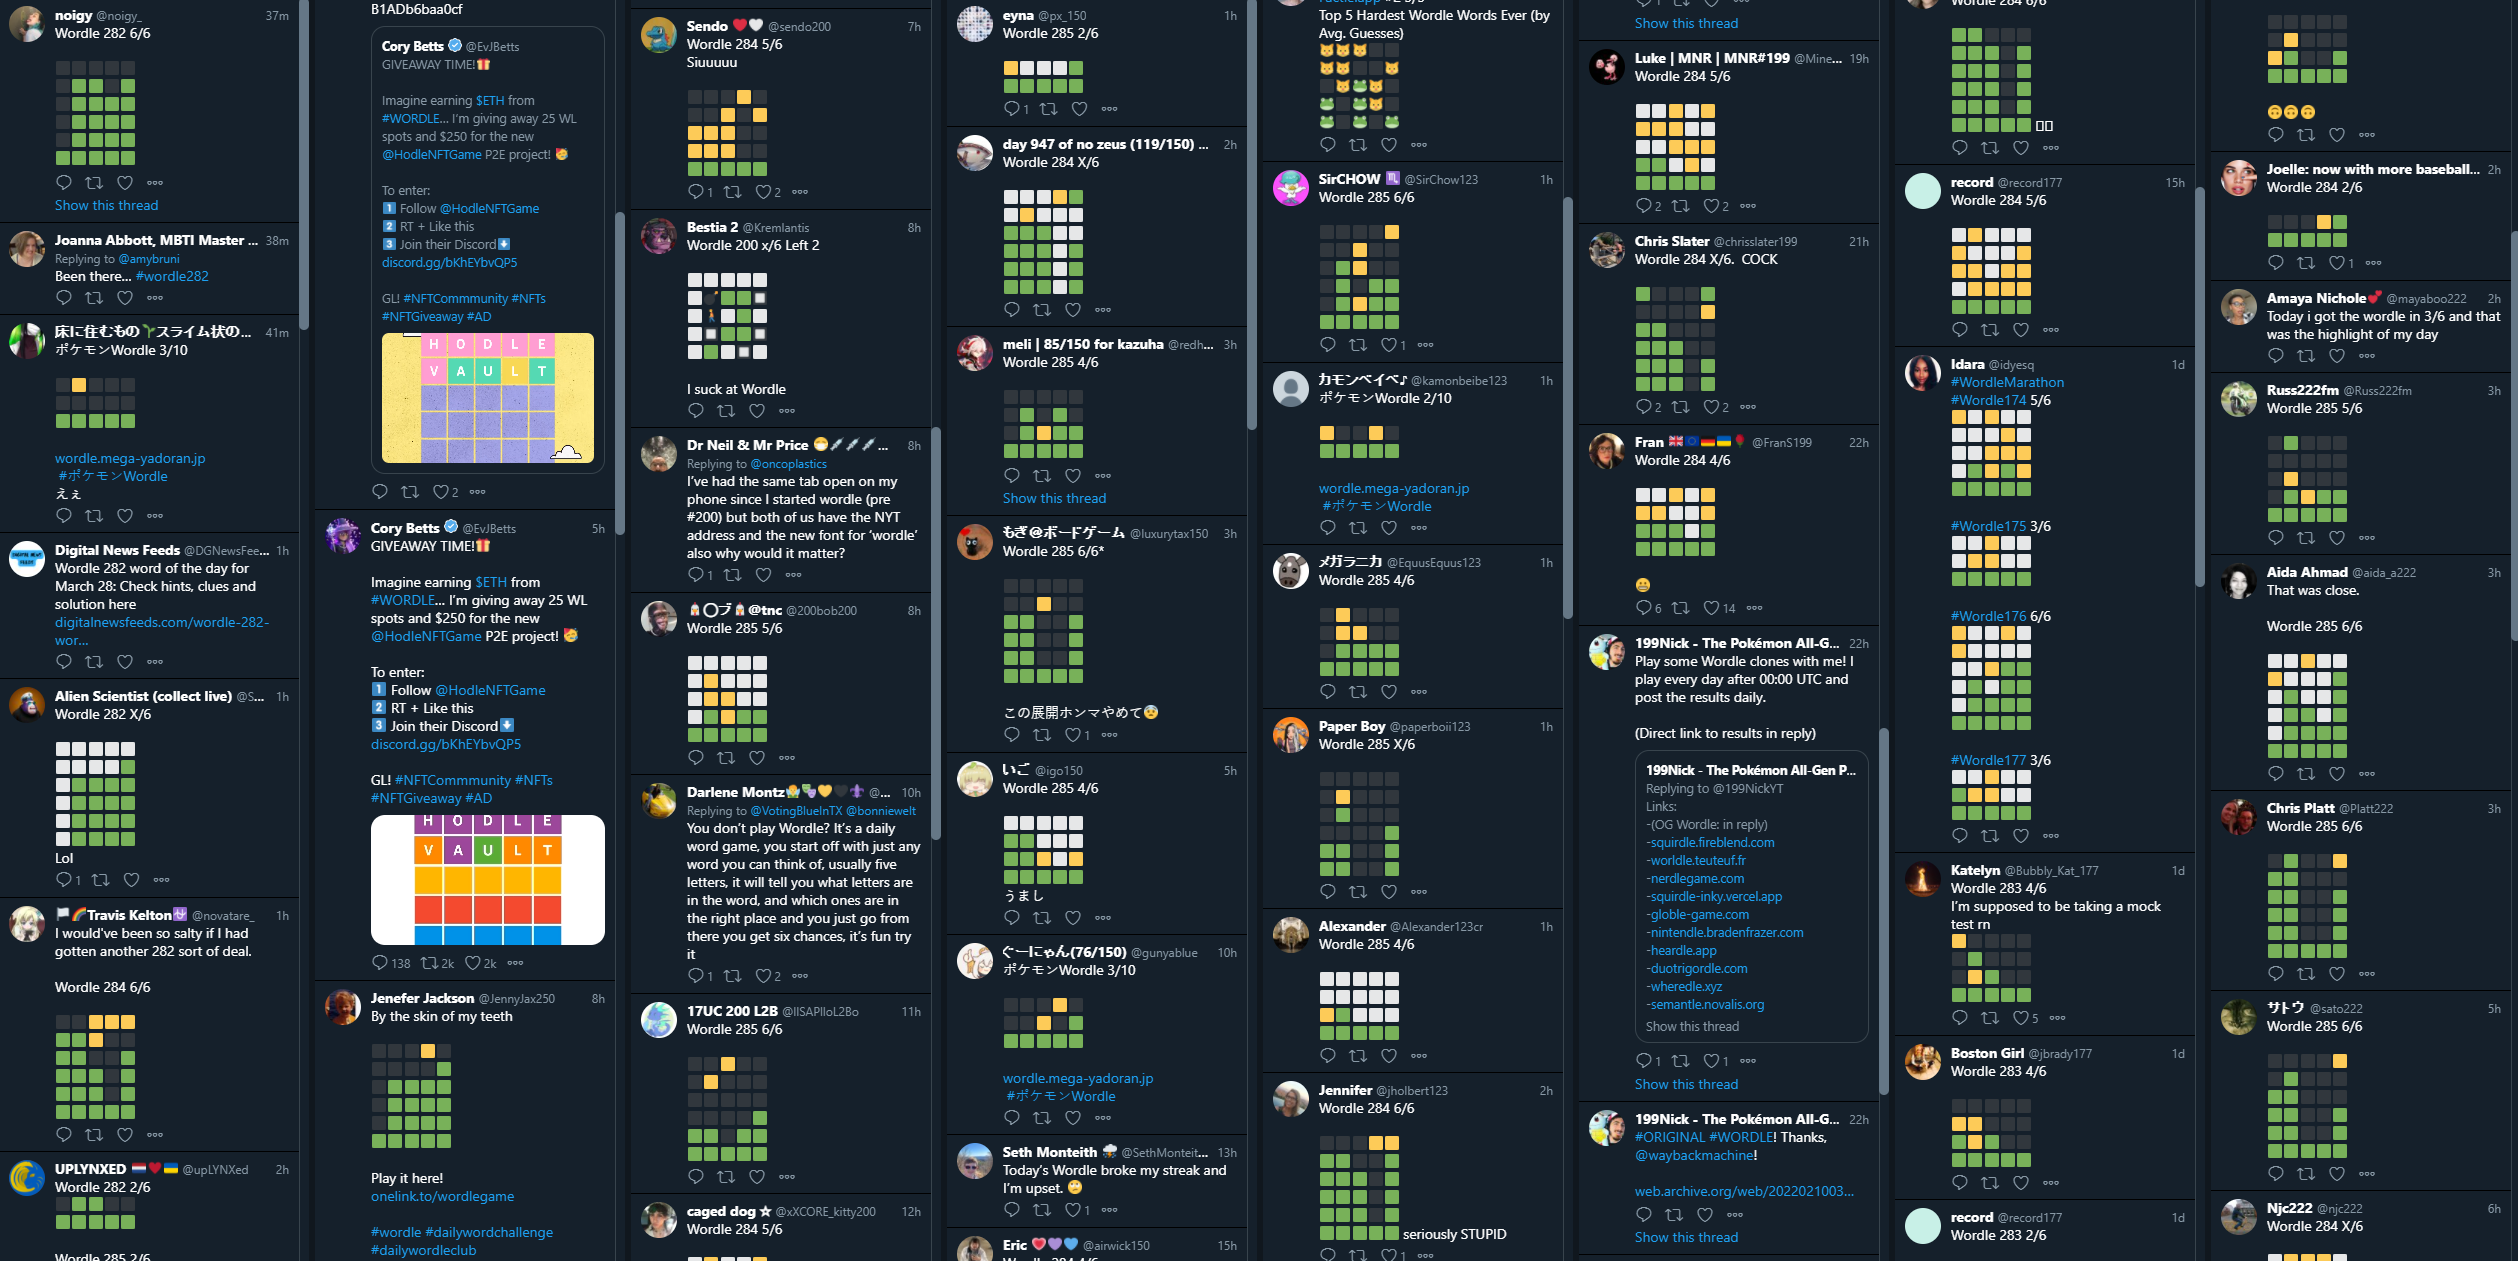 noigy @noigy_ 37m
Wordle 282 6/6
Show this thread
Joanna Abbott, MBTI Master ... 38m
Replying to @amybruni
Been there... #wordle282
床に住むもの スライム状の... 41m
ポケモンWordle 3/10
wordle.mega-yadoran.jp
#ポケモンWordle
えぇ
Digital News Feeds @DGNewsFee... 1h
Wordle 282 word of the day for
March 28: Check hints, clues and
solution here
digitalnewsfeeds.com/wordle-282-
wor...
Alien Scientist (collect live) @S... 1h
Wordle 282 X/6
Lol
1
Travis Kelton @novatare_ 1h
I would've been so salty if I had
gotten another 282 sort of deal.
Wordle 284 6/6
UPLYNXED @upLYNXed 2h
Wordle 282 2/6
Wordle 285 2/6
B1ADb6baa0cf
Cory Betts @EvJBetts
GIVEAWAY TIME!
Imagine earning $ETH from
#WORDLE... I'm giving away 25 WL
spots and $250 for the new
@HodleNFTGame P2E project!
To enter:
1 Follow @HodleNFTGame
2 RT + Like this
3 Join their Discord
discord.gg/bKhEYbvQP5
GL! #NFTCommmunity #NFTs
#NFTGiveaway #AD
HODLE
VAULT
2
Cory Betts @EvJBetts 5h
GIVEAWAY TIME!
Imagine earning $ETH from
#WORDLE... I'm giving away 25 WL
spots and $250 for the new
@HodleNFTGame P2E project!
To enter:
1 Follow @HodleNFTGame
2 RT + Like this
3 Join their Discord
discord.gg/bKhEYbvQP5
GL! #NFTCommmunity #NFTs
#NFTGiveaway #AD
HODLE
VAULT
138 2k 2k
Jenefer Jackson @JennyJax250 8h
By the skin of my teeth
Play it here!
onelink.to/wordlegame
#wordle #dailywordchallenge
#dailywordleclub
Sendo @sendo200 7h
Wordle 284 5/6
Siuuuuu
1 2
Bestia 2 @Kremlantis 8h
Wordle 200 x/6 Left 2
I suck at Wordle
Dr Neil & Mr Price ... 8h
Replying to @oncoplastics
I've had the same tab open on my
phone since I started wordle (pre
#200) but both of us have the NYT
address and the new font for 'wordle'
also why would it matter?
1
〇ブ @tnc @200bob200 8h
Wordle 285 5/6
Darlene Montz @... 10h
Replying to @VotingBlueInTX @bonniewelt
You don't play Wordle? It's a daily
word game, you start off with just any
word you can think of, usually five
letters, it will tell you what letters are
in the word, and which ones are in
the right place and you just go from
there you get six chances, it's fun try
it
1 2
17UC 200 L2B @IISAPIIoL2Bo 11h
Wordle 285 6/6
caged dog @xXCORE_kitty200 12h
Wordle 284 5/6
eyna @px_150 1h
Wordle 285 2/6
1
day 947 of no zeus (119/150) ... 2h
Wordle 284 X/6
meli | 85/150 for kazuha @redh... 3h
Wordle 285 4/6
Show this thread
もぎ@ボードゲーム @luxurytax150 3h
Wordle 285 6/6*
この展開ホンマやめて
1
いご @igo150 5h
Wordle 285 4/6
うまし
ぐーにゃん(76/150) @gunyablue 10h
ポケモンWordle 3/10
wordle.mega-yadoran.jp
#ポケモンWordle
Seth Monteith @SethMonteit... 13h
Today's Wordle broke my streak and
I'm upset.
1
Eric @airwick150 15h
Wordle 284 4/6
Top 5 Hardest Wordle Words Ever (by
Avg. Guesses)
SirCHOW @SirChow123 1h
Wordle 285 6/6
1
カモンベイベ♪ @kamonbeibe123 1h
ポケモンWordle 2/10
wordle.mega-yadoran.jp
#ポケモンWordle
メガラニカ @EquusEquus123 1h
Wordle 285 4/6
Paper Boy @paperboii123 1h
Wordle 285 X/6
Alexander @Alexander123cr 1h
Wordle 285 4/6
Jennifer @jholbert123 2h
Wordle 284 6/6
seriously STUPID
1
Show this thread
Luke | MNR | MNR#199 @Mine... 19h
Wordle 284 5/6
2 2
Chris Slater @chrisslater199 21h
Wordle 284 X/6. COCK
2 2
Fran @FranS199 22h
Wordle 284 4/6
6 14
199Nick - The Pokémon All-G... 22h
Play some Wordle clones with me! I
play every day after 00:00 UTC and
post the results daily.
(Direct link to results in reply)
199Nick - The Pokémon All-Gen P...
Replying to @199NickYT
Links:
-(OG Wordle: in reply)
-squirdle.fireblend.com
-worldle.teuteuf.fr
-nerdlegame.com
-squirdle-inky.vercel.app
-globle-game.com
-nintendle.bradenfrazer.com
-heardle.app
-duotrigordle.com
-wheredle.xyz
-semantle.novalis.org
Show this thread
1 1
Show this thread
199Nick - The Pokémon All-G... 22h
#ORIGINAL #WORDLE! Thanks,
@waybackmachine!
web.archive.org/web/2022021003...
Show this thread
Wordle 284 6/6
record @record177 15h
Wordle 284 5/6
Idara @idyesq 1d
#WordleMarathon
#Wordle174 5/6
#Wordle175 3/6
#Wordle176 6/6
#Wordle177 3/6
Katelyn @Bubbly_Kat_177 1d
Wordle 283 4/6
I'm supposed to be taking a mock
test rn
5
Boston Girl @jbrady177 1d
Wordle 283 4/6
record @record177 1d
Wordle 283 2/6
Joelle: now with more baseball... 2h
Wordle 284 2/6
1
Amaya Nichole @mayaboo222 2h
Today i got the wordle in 3/6 and that
was the highlight of my day
Russ222fm @Russ222fm 3h
Wordle 285 5/6
Aida Ahmad @aida_a222 3h
That was close.
Wordle 285 6/6
Chris Platt @Platt222 3h
Wordle 285 6/6
サトウ @sato222 5h
Wordle 285 6/6
Njc222 @njc222 6h
Wordle 284 X/6